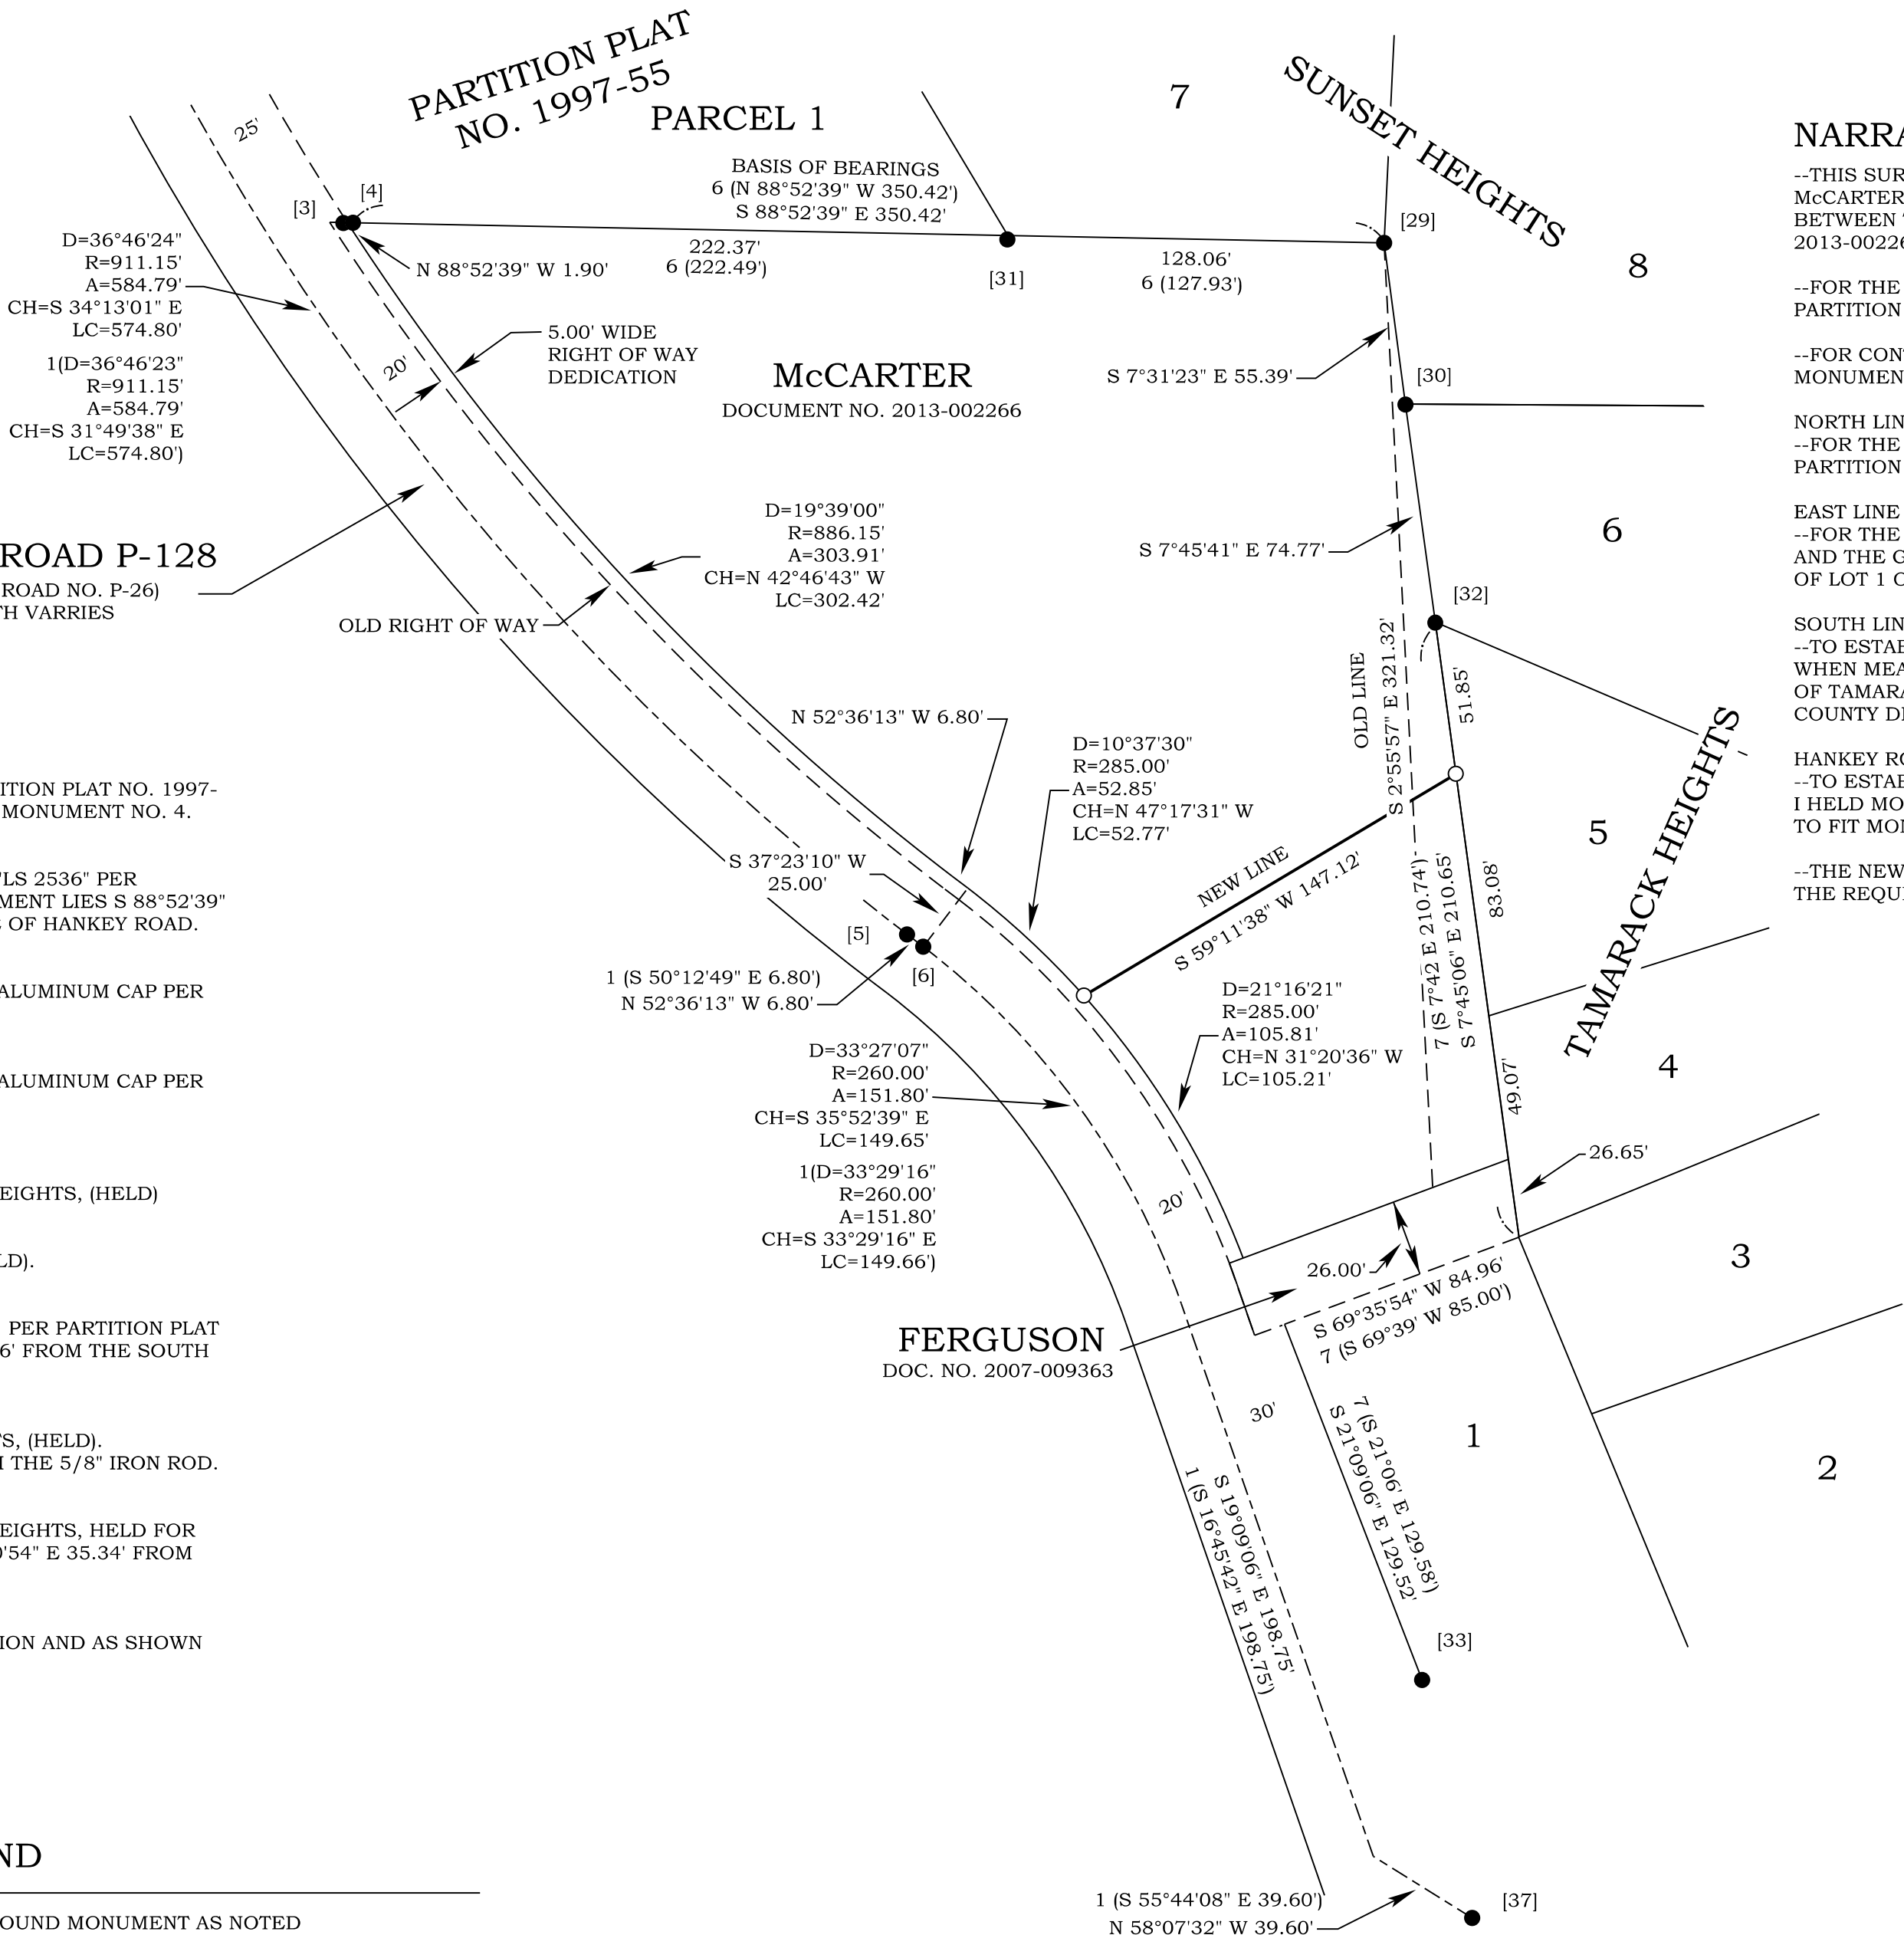 PARTITION PLAT
NO. 1997-55
PARCEL 1
7
SUNSET HEIGHTS
8
25'
[3]
[4]
BASIS OF BEARINGS
6 (N 88°52'39" W 350.42')
S 88°52'39" E 350.42'
[29]
222.37'
6 (222.49')
[31]
128.06'
6 (127.93')
N 88°52'39" W 1.90'
D=36°46'24"
R=911.15'
A=584.79'
CH=S 34°13'01" E
LC=574.80'
1(D=36°46'23"
R=911.15'
A=584.79'
CH=S 31°49'38" E
LC=574.80')
20'
5.00' WIDE
RIGHT OF WAY
DEDICATION
McCARTER
DOCUMENT NO. 2013-002266
S 7°31'23" E 55.39'
[30]
ROAD P-128
ROAD NO. P-26)
TH VARRIES
OLD RIGHT OF WAY
D=19°39'00"
R=886.15'
A=303.91'
CH=N 42°46'43" W
LC=302.42'
S 7°45'41" E 74.77'
6
[32]
OLD LINE
S 2°55'57" E 321.32'
51.85'
N 52°36'13" W 6.80'
D=10°37'30"
R=285.00'
A=52.85'
CH=N 47°17'31" W
LC=52.77'
NEW LINE
S 59°11'38" W 147.12'
7 (S 7°42 E 210.74')
S 7°45'06" E 210.65'
83.08'
5
TAMARACK HEIGHTS
S 37°23'10" W
25.00'
[5]
[6]
1 (S 50°12'49" E 6.80')
N 52°36'13" W 6.80'
D=21°16'21"
R=285.00'
A=105.81'
CH=N 31°20'36" W
LC=105.21'
4
49.07'
D=33°27'07"
R=260.00'
A=151.80'
CH=S 35°52'39" E
LC=149.65'
1(D=33°29'16"
R=260.00'
A=151.80'
CH=S 33°29'16" E
LC=149.66')
20'
26.65'
26.00'
3
S 69°35'54" W 84.96'
7 (S 69°39' W 85.00')
FERGUSON
DOC. NO. 2007-009363
30'
1
2
7 (S 21°06' E 129.58')
S 21°09'06" E 129.52'
S 19°09'06" E 198.75'
1 (S 16°45'42" E 198.75')
[33]
1 (S 55°44'08" E 39.60')
N 58°07'32" W 39.60'
[37]
TITION PLAT NO. 1997-
MONUMENT NO. 4.
"LS 2536" PER
MENT LIES S 88°52'39"
E OF HANKEY ROAD.
ALUMINUM CAP PER
ALUMINUM CAP PER
EIGHTS, (HELD)
LD).
PER PARTITION PLAT
6' FROM THE SOUTH
TS, (HELD).
M THE 5/8" IRON ROD.
EIGHTS, HELD FOR
0'54" E 35.34' FROM
ION AND AS SHOWN
ND
OUND MONUMENT AS NOTED
NARRA
--THIS SUR
McCARTER
BETWEEN
2013-00226
--FOR THE
PARTITION
--FOR CON
MONUMEN
NORTH LIN
--FOR THE
PARTITION
EAST LINE
--FOR THE
AND THE G
OF LOT 1 O
SOUTH LIN
--TO ESTAB
WHEN MEA
OF TAMARA
COUNTY D
HANKEY RO
--TO ESTAB
I HELD MO
TO FIT MON
--THE NEW
THE REQUI